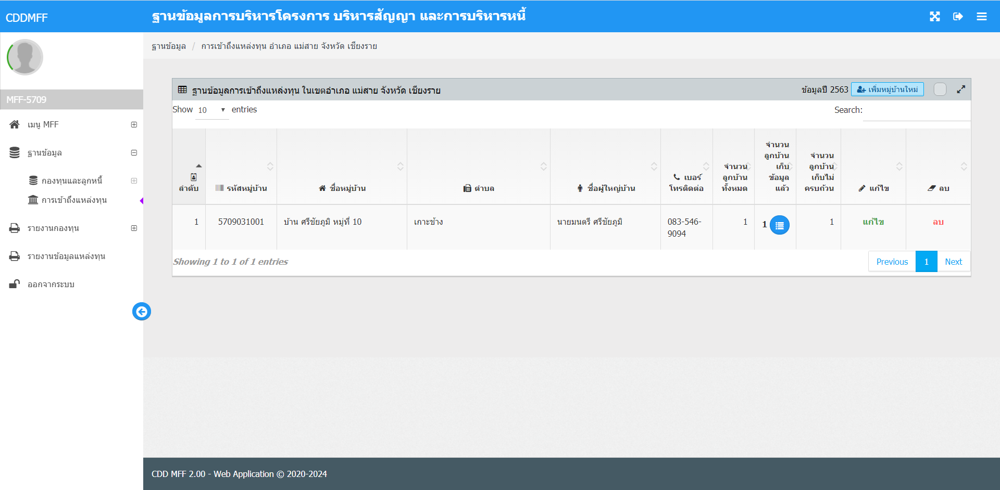 CDDMFF
ฐานข้อมูลการบริหารโครงการ บริหารสัญญา และการบริหารหนี้
MFF-5709
เมนู MFF
ฐานข้อมูล
กองทุนและลูกหนี้
การเข้าถึงแหล่งทุน
รายงานกองทุน
รายงานข้อมูลแหล่งทุน
ออกจากระบบ
ฐานข้อมูล / การเข้าถึงแหล่งทุน อำเภอ แม่สาย จังหวัด เชียงราย
ฐานข้อมูลการเข้าถึงแหล่งทุน ในเขตอำเภอ แม่สาย จังหวัด เชียงราย
ข้อมูลปี 2563 เพิ่มหมู่บ้านใหม่
Show 10 entries
Search:
ลำดับ
รหัสหมู่บ้าน
ชื่อหมู่บ้าน
ตำบล
ชื่อผู้ใหญ่บ้าน
เบอร์
โทรติดต่อ
จำนวน
ลูกบ้าน
ทั้งหมด
จำนวน
ลูกบ้าน
เก็บ
ข้อมูล
แล้ว
จำนวน
ลูกบ้าน
เก็บไม่
ครบถ้วน
แก้ไข
ลบ
1
5709031001
บ้าน ศรีชัยภูมิ หมู่ที่ 10
เกาะช้าง
นายมนตรี ศรีชัยภูมิ
083-546-
9094
1
1
1
แก้ไข
ลบ
Showing 1 to 1 of 1 entries
Previous 1 Next
CDD MFF 2.00 - Web Application © 2020-2024